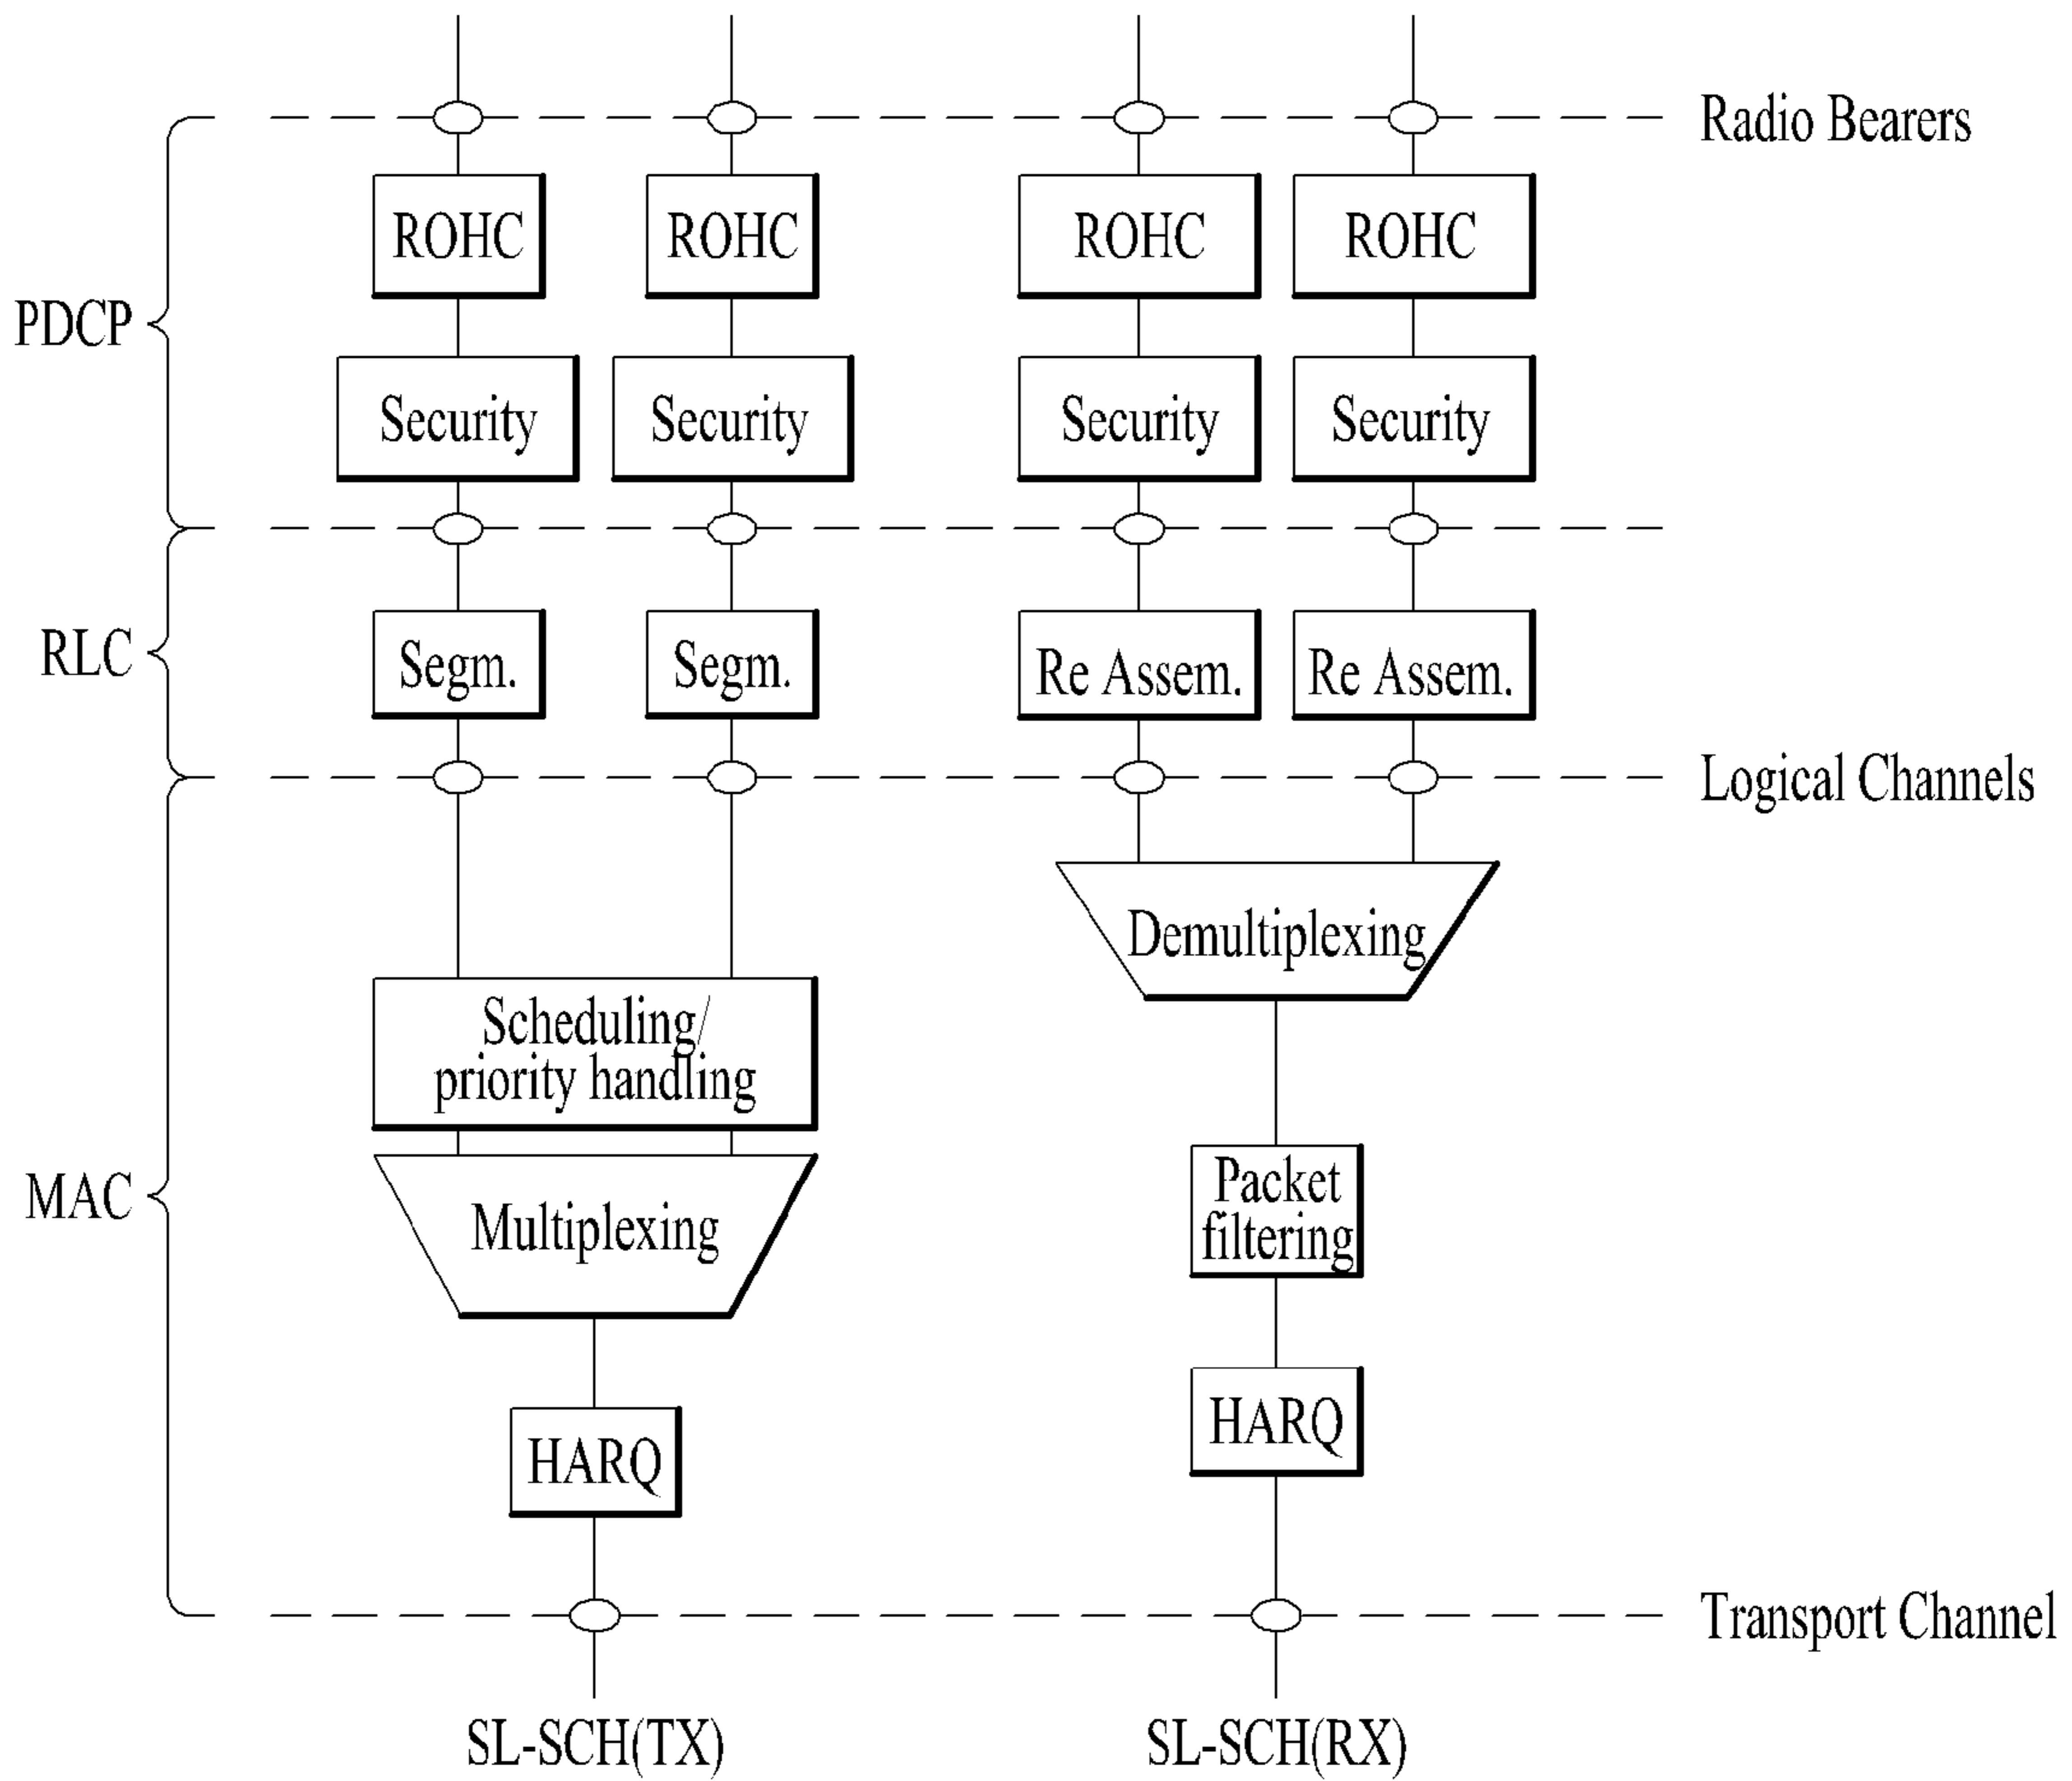 Radio Bearers
ROHC
ROHC
ROHC
ROHC
PDCP
Security
Security
Security
Security
RLC
Segm.
Segm.
Re Assem.
Re Assem.
Logical Channels
Demultiplexing
Scheduling/
priority handling
MAC
Multiplexing
Packet
filtering
HARQ
HARQ
Transport Channel
SL-SCH(TX)
SL-SCH(RX)